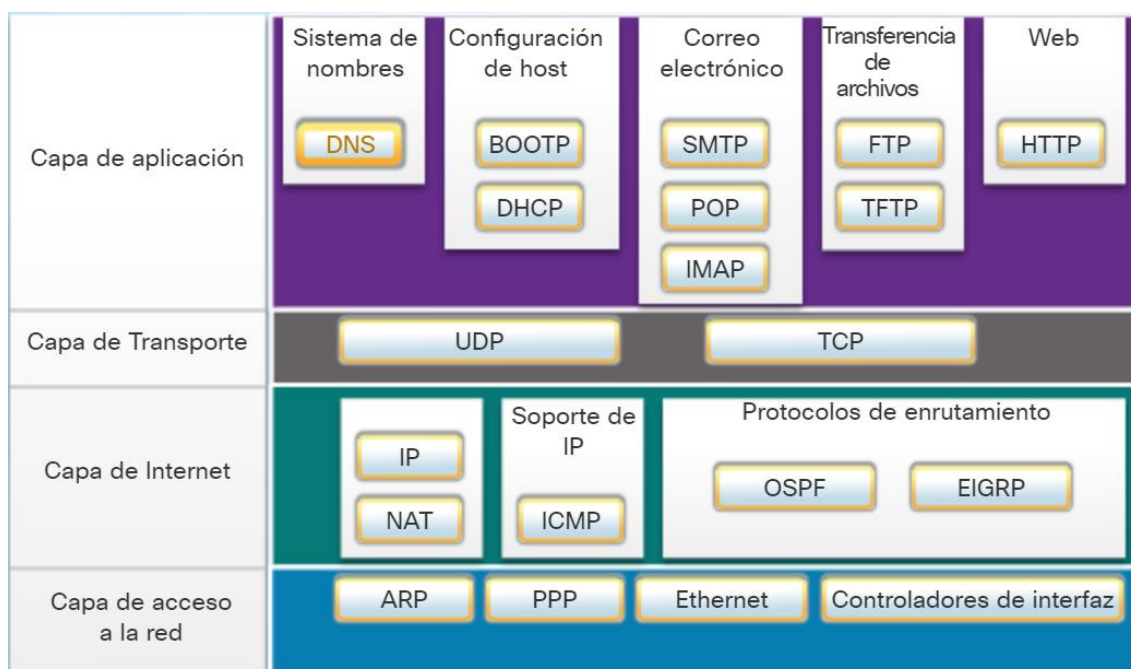 Capa de aplicación
Sistema de
nombres
DNS
Configuración
de host
BOOTP
DHCP
Correo
electrónico
SMTP
POP
IMAP
Transferencia
de
archivos
FTP
TFTP
Web
HTTP
Capa de Transporte
UDP
TCP
Capa de Internet
IP
NAT
Soporte de
IP
ICMP
Protocolos de enrutamiento
OSPF
EIGRP
Capa de acceso
a la red
ARP
PPP
Ethernet
Controladores de interfaz